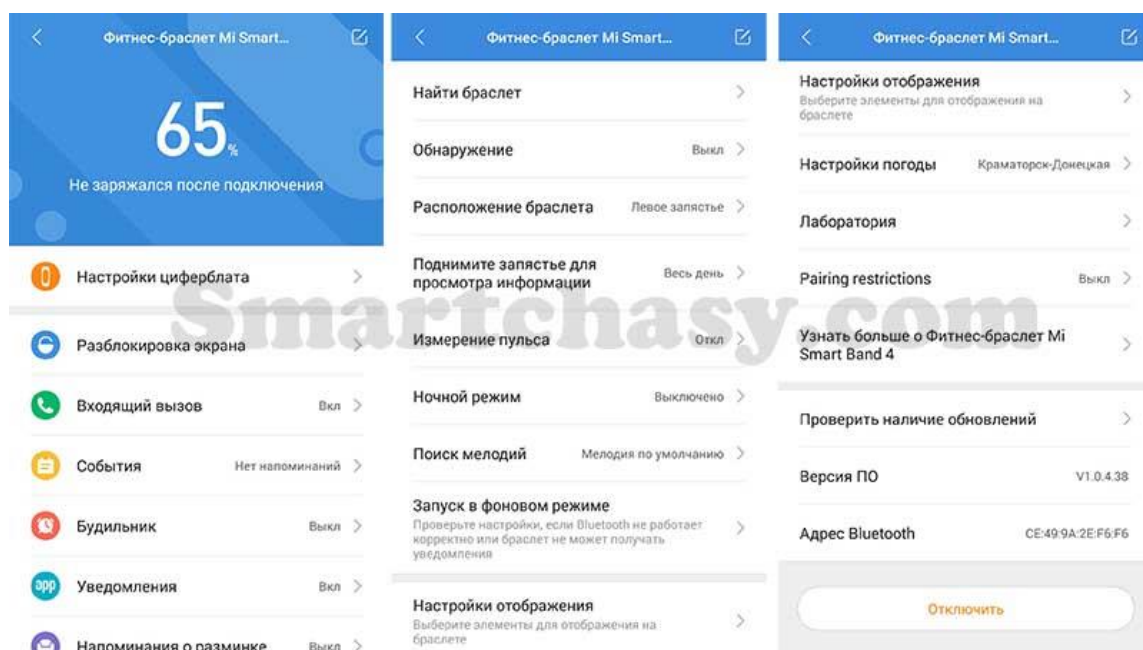 Фитнес-браслет Mi Smart...
65%
Не заряжался после подключения
Настройки циферблата
Разблокировка экрана
Входящий вызов Вкл
События Нет напоминаний
Будильник Выкл
app Уведомления Вкл
Напоминания о разминке Выкл
Фитнес-браслет Mi Smart...
Найти браслет
Обнаружение Выкл
Расположение браслета Левое запястье
Поднимите запястье для
просмотра информации Весь день
Измерение пульса Откл
Ночной режим Выключено
Поиск мелодий Мелодия по умолчанию
Запуск в фоновом режиме
Проверьте настройки, если Bluetooth не работает
корректно или браслет не может получать
уведомления
Настройки отображения
Выберите элементы для отображения на
браслете
Фитнес-браслет Mi Smart...
Настройки отображения
Выберите элементы для отображения на
браслете
Настройки погоды Краматорск-Донецкая
Лаборатория
Pairing restrictions Выкл
Узнать больше о Фитнес-браслет Mi
Smart Band 4
Проверить наличие обновлений
Версия ПО V1.0.4.38
Адрес Bluetooth CE:49:9A:2E:F6:F6
Отключить
Smartchasy.com